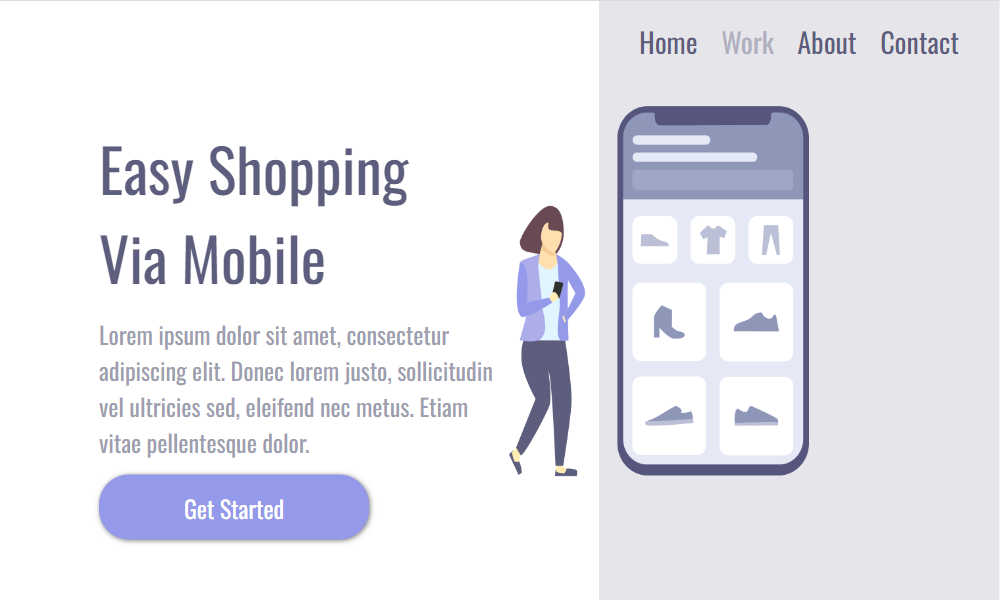 Home Work About Contact
Easy Shopping
Via Mobile
Lorem ipsum dolor sit amet, consectetur
adipiscing elit. Donec lorem justo, sollicitudin
vel ultricies sed, eleifend nec metus. Etiam
vitae pellentesque dolor.
Get Started